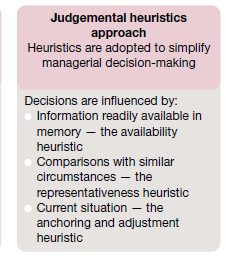 Judgemental heuristics
approach
Heuristics are adopted to simplify
managerial decision-making
Decisions are influenced by:
Information readily available in
memory — the availability
heuristic
Comparisons with similar
circumstances — the
representativeness heuristic
Current situation — the
anchoring and adjustment
heuristic